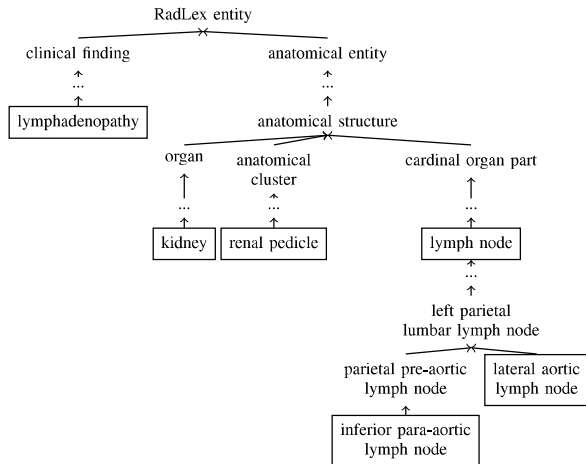 RadLex entity
clinical finding
anatomical entity
...
...
lymphadenopathy
anatomical structure
organ
anatomical
cluster
cardinal organ part
...
...
...
kidney
renal pedicle
lymph node
...
left parietal
lumbar lymph node
parietal pre-aortic
lymph node
lateral aortic
lymph node
inferior para-aortic
lymph node